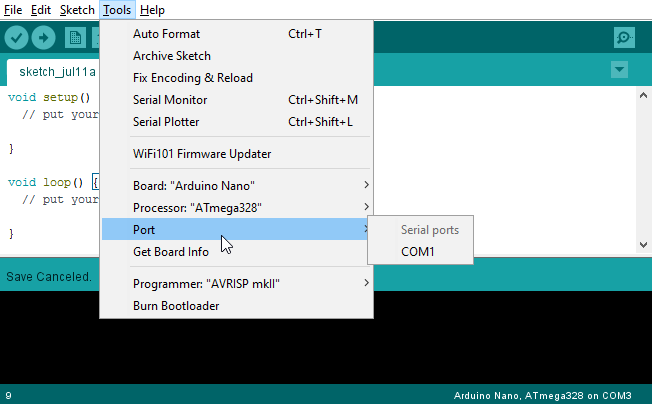 File Edit Sketch Tools Help
sketch_jul11a
void setup()
// put your
}
void loop() {
// put your
}
Auto Format Ctrl+T
Archive Sketch
Fix Encoding & Reload
Serial Monitor Ctrl+Shift+M
Serial Plotter Ctrl+Shift+L
WiFi101 Firmware Updater
Board: "Arduino Nano"
Processor: "ATmega328"
Port
Serial ports
COM1
Get Board Info
Programmer: "AVRISP mkII"
Burn Bootloader
Save Canceled.
9 Arduino Nano, ATmega328 on COM3